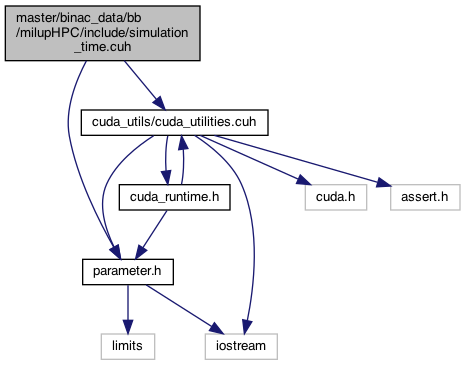 master/binac_data/bb
/milupHPC/include/simulation
_time.cuh
cuda_utils/cuda_utilities.cuh
cuda_runtime.h
cuda.h
assert.h
parameter.h
limits
iostream